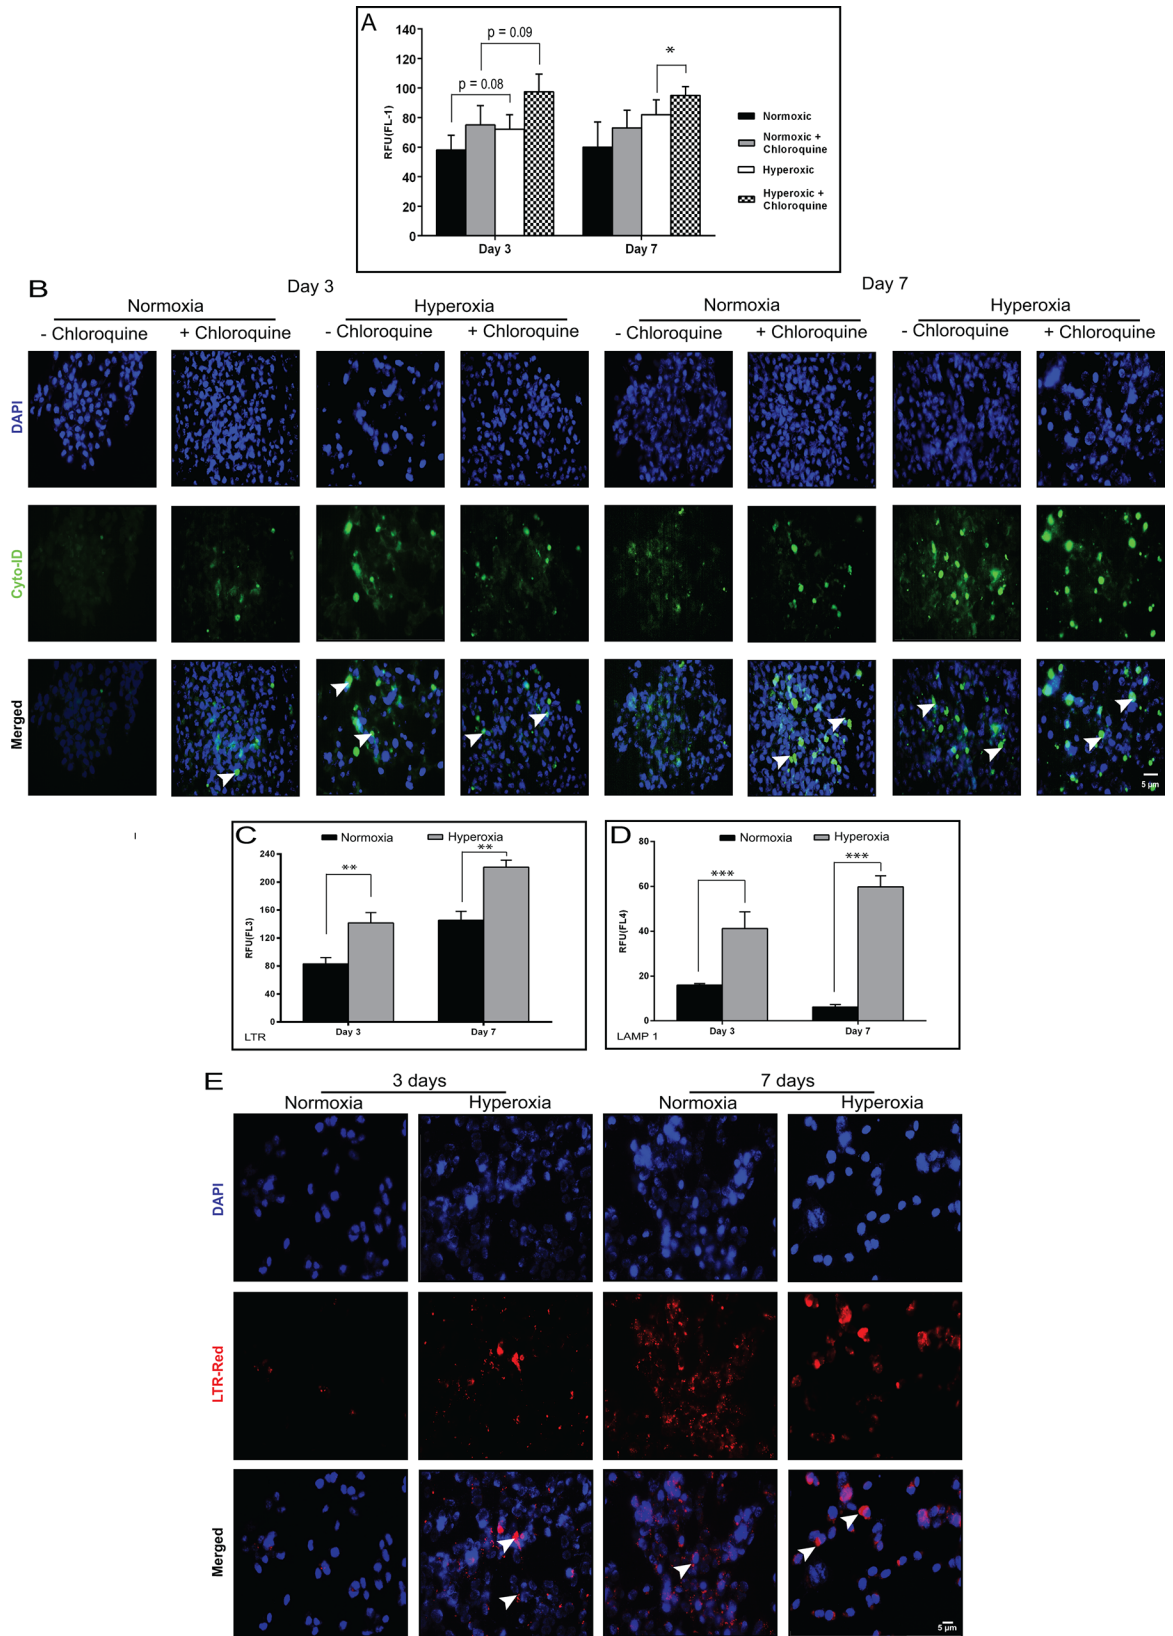 A
140
120
100
80
60
40
20
0
RFU(FL-1)
p = 0.09
p = 0.08
*
Day 3
Day 7
Normoxic
Normoxic +
Chloroquine
Hyperoxic
Hyperoxic +
Chloroquine
B
Day 3
Day 7
Normoxia
Hyperoxia
Normoxia
Hyperoxia
- Chloroquine
+ Chloroquine
- Chloroquine
+ Chloroquine
- Chloroquine
+ Chloroquine
- Chloroquine
+ Chloroquine
DAPI
Cyto-ID
Merged
5 µm
C
Normoxia
Hyperoxia
240
200
160
120
80
40
0
RFU(FL3)
**
**
Day 3
Day 7
LTR
D
Normoxia
Hyperoxia
80
60
40
20
0
RFU(FL4)
***
***
Day 3
Day 7
LAMP 1
E
3 days
7 days
Normoxia
Hyperoxia
Normoxia
Hyperoxia
DAPI
LTR-Red
Merged
5 µm